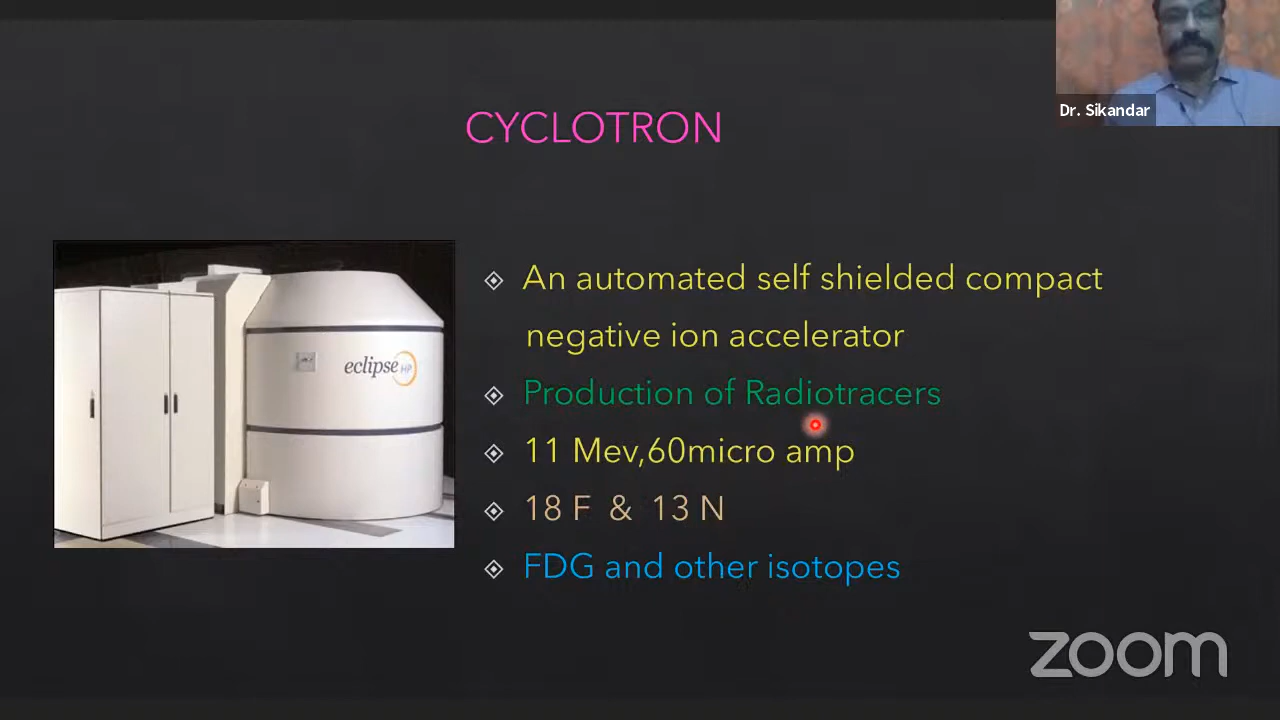 Dr. Sikandar
CYCLOTRON
An automated self shielded compact
negative ion accelerator
eclipse HP
Production of Radiotracers
11 Mev,60micro amp
18 F & 13 N
FDG and other isotopes
zoom